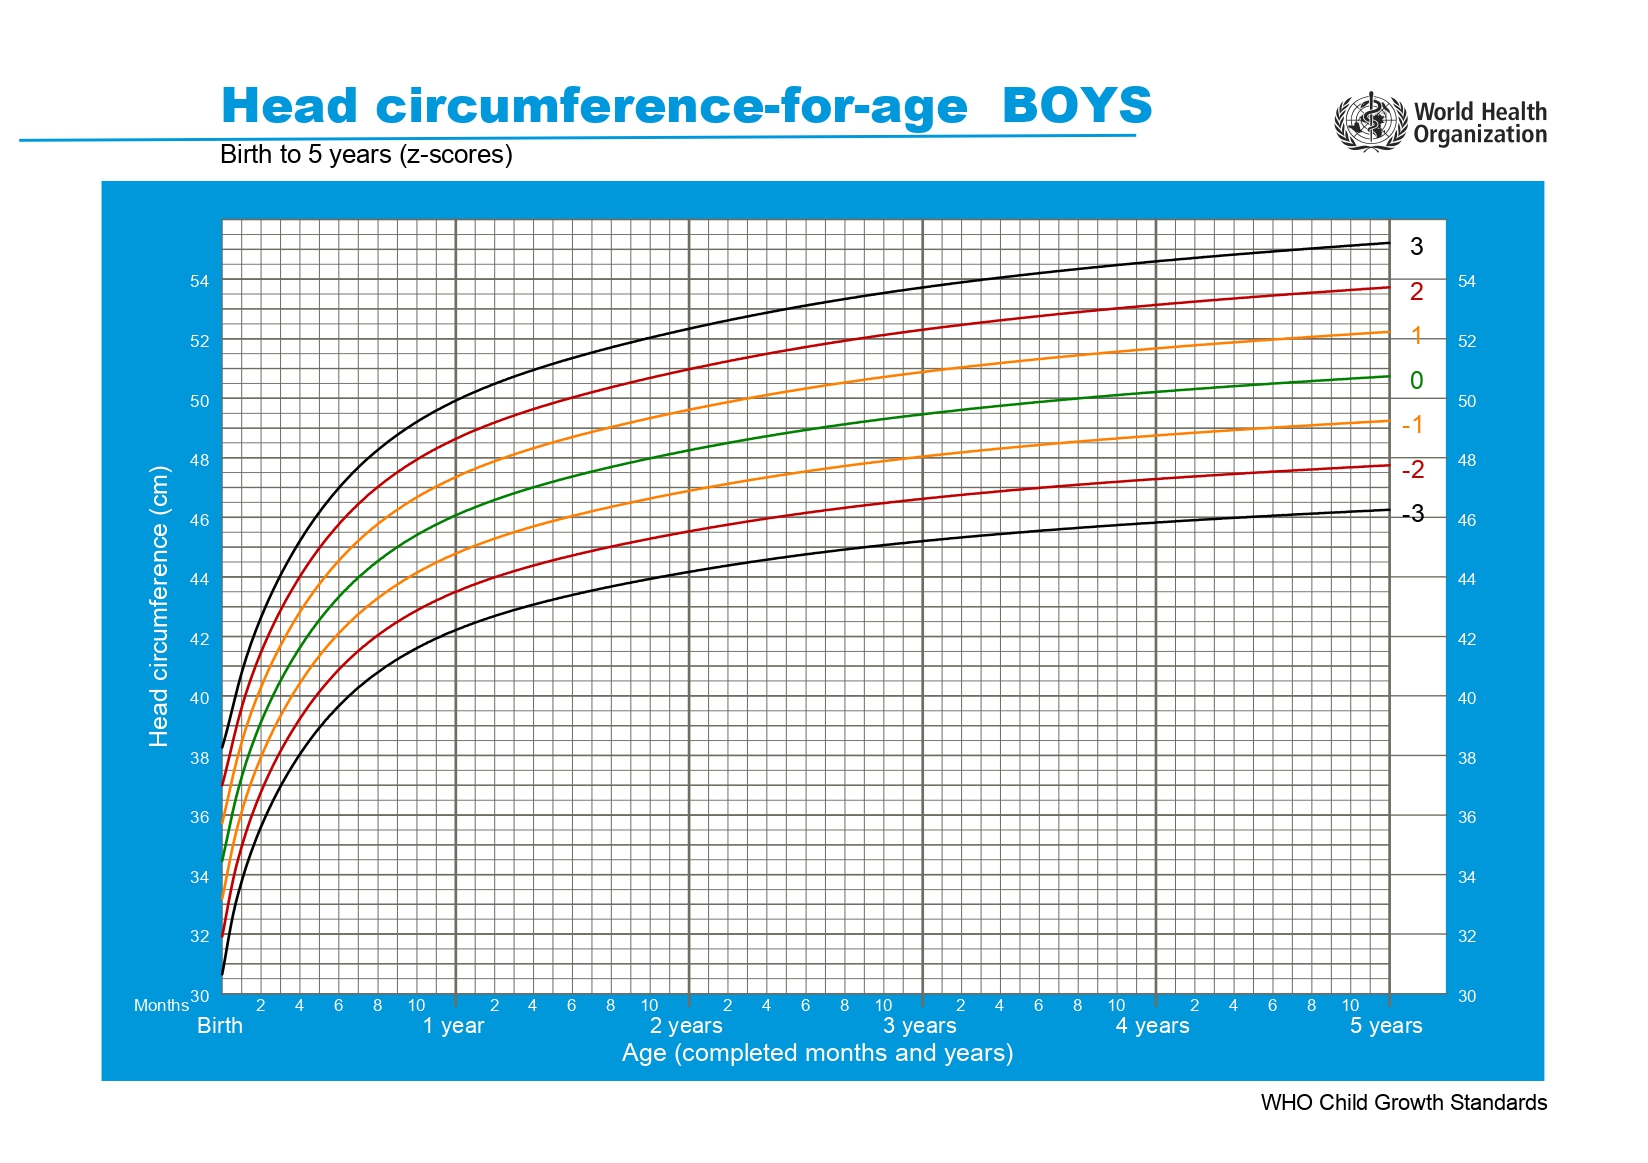 Head circumference-for-age BOYS
Birth to 5 years (z-scores)
World Health
Organization
3
54 54
2
1
52 52
0
50 50
-1
48 48
-2
46 46
-3
44 44
42 42
40 40
38 38
36 36
34 34
32 32
30 30
Head circumference (cm)
Months 2 4 6 8 10 2 4 6 8 10 2 4 6 8 10 2 4 6 8 10 2 4 6 8 10
Birth 1 year 2 years 3 years 4 years 5 years
Age (completed months and years)
WHO Child Growth Standards